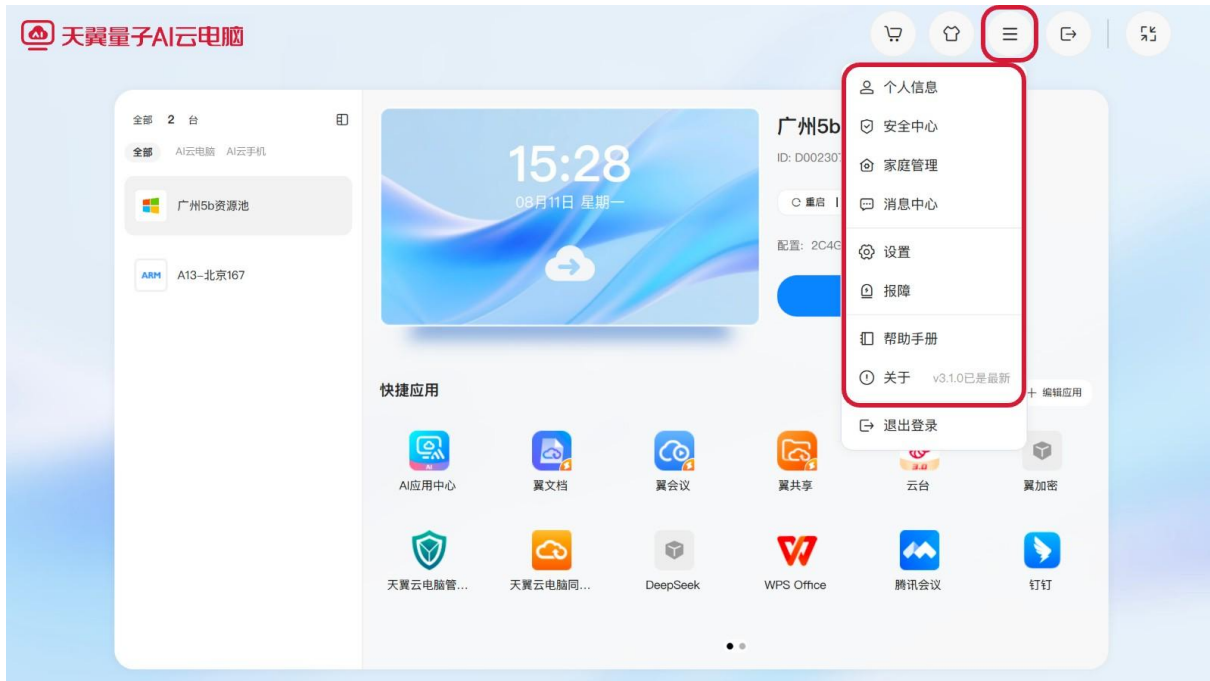 天翼量子AI云电脑
全部 2 台
全部 AI云电脑 AI云手机
广州5b资源池
ARM A13-北京167
15:28
08月11日 星期一
广州5b
ID: D00230
重启
配置: 2C4G
个人信息
安全中心
家庭管理
消息中心
设置
报障
帮助手册
关于 v3.1.0已是最新
退出登录
快捷应用
+ 编辑应用
AI
3.0
AI应用中心 翼文档 翼会议 翼共享 云台 翼加密
天翼云电脑管... 天翼云电脑同... DeepSeek WPS Office 腾讯会议 钉钉